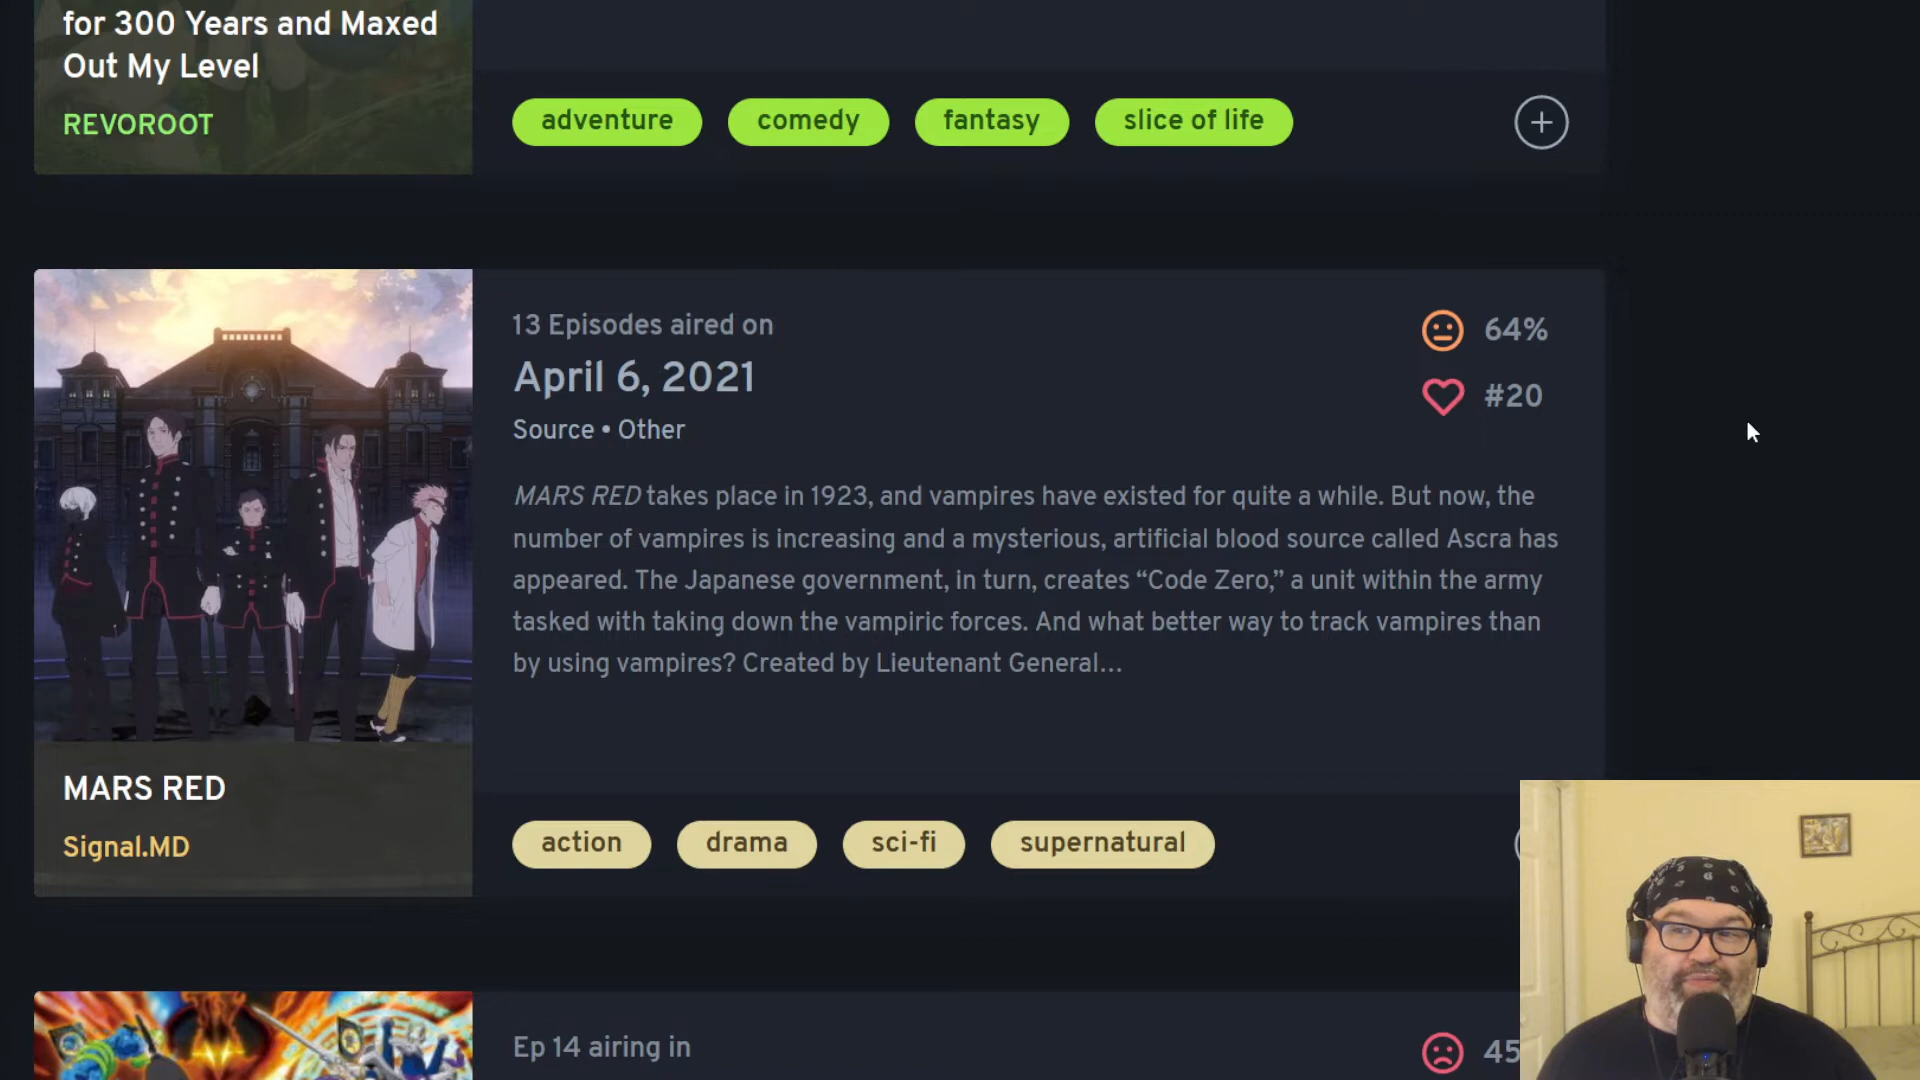 for 300 Years and Maxed
Out My Level
REVOROOT
adventure
comedy
fantasy
slice of life
13 Episodes aired on
April 6, 2021
Source • Other
64%
#20
MARS RED takes place in 1923, and vampires have existed for quite a while. But now, the
number of vampires is increasing and a mysterious, artificial blood source called Ascra has
appeared. The Japanese government, in turn, creates “Code Zero,” a unit within the army
tasked with taking down the vampiric forces. And what better way to track vampires than
by using vampires? Created by Lieutenant General...
MARS RED
Signal.MD
action
drama
sci-fi
supernatural
Ep 14 airing in
45